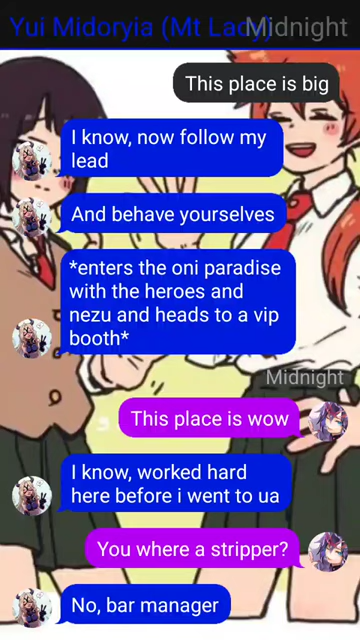 Yui Midoryia (Mt Lady)
Midnight
This place is big
I know, now follow my
lead
And behave yourselves
*enters the oni paradise
with the heroes and
nezu and heads to a vip
booth*
Midnight
This place is wow
I know, worked hard
here before i went to ua
You where a stripper?
No, bar manager